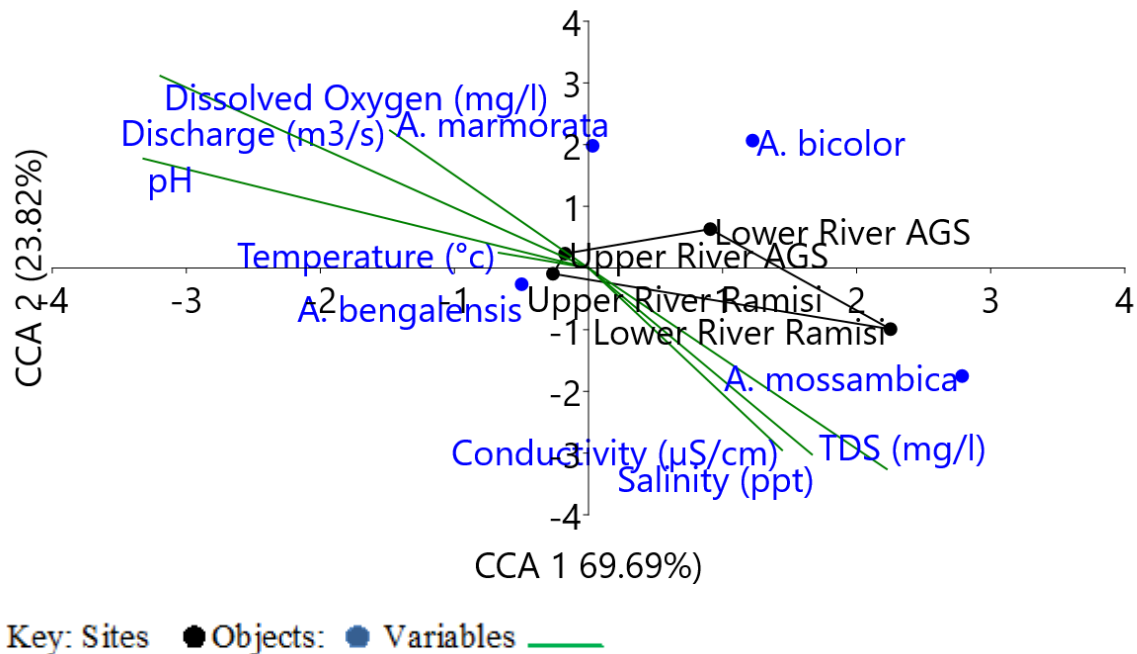 4
3
Dissolved Oxygen (mg/l)
A. marmorata
Discharge (m3/s)
2
A. bicolor
pH
1
Lower River AGS
Temperature (°c)
Upper River AGS
-4
-3
-2
-1
1
2
3
4
A. bengalensis
Upper River Ramisi
-1
Lower River Ramisi
-2
A. mossambica
Conductivity (µS/cm)
-3
TDS (mg/l)
Salinity (ppt)
-4
CCA 2 (23.82%)
CCA 1 69.69%)
Key: Sites Objects: Variables